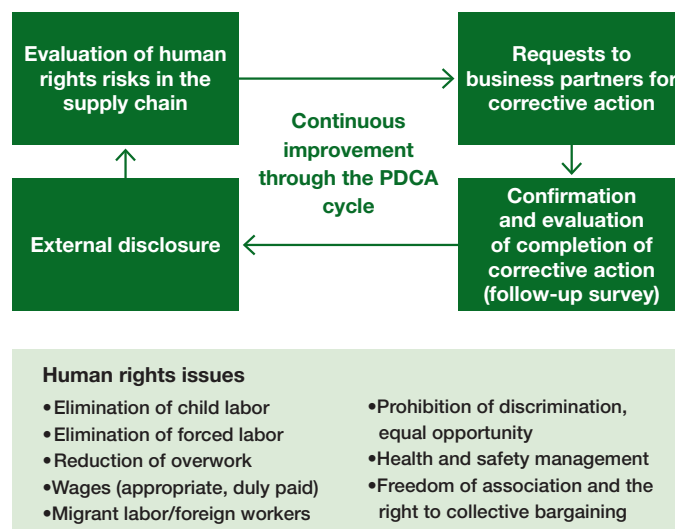 Evaluation of human
rights risks in the
supply chain
Requests to
business partners for
corrective action
Continuous
improvement
through the PDCA
cycle
Confirmation
and evaluation
of completion of
corrective action
(follow-up survey)
External disclosure
Human rights issues
•Elimination of child labor
•Elimination of forced labor
•Reduction of overwork
•Wages (appropriate, duly paid)
•Migrant labor/foreign workers
•Prohibition of discrimination,
equal opportunity
•Health and safety management
•Freedom of association and the
right to collective bargaining